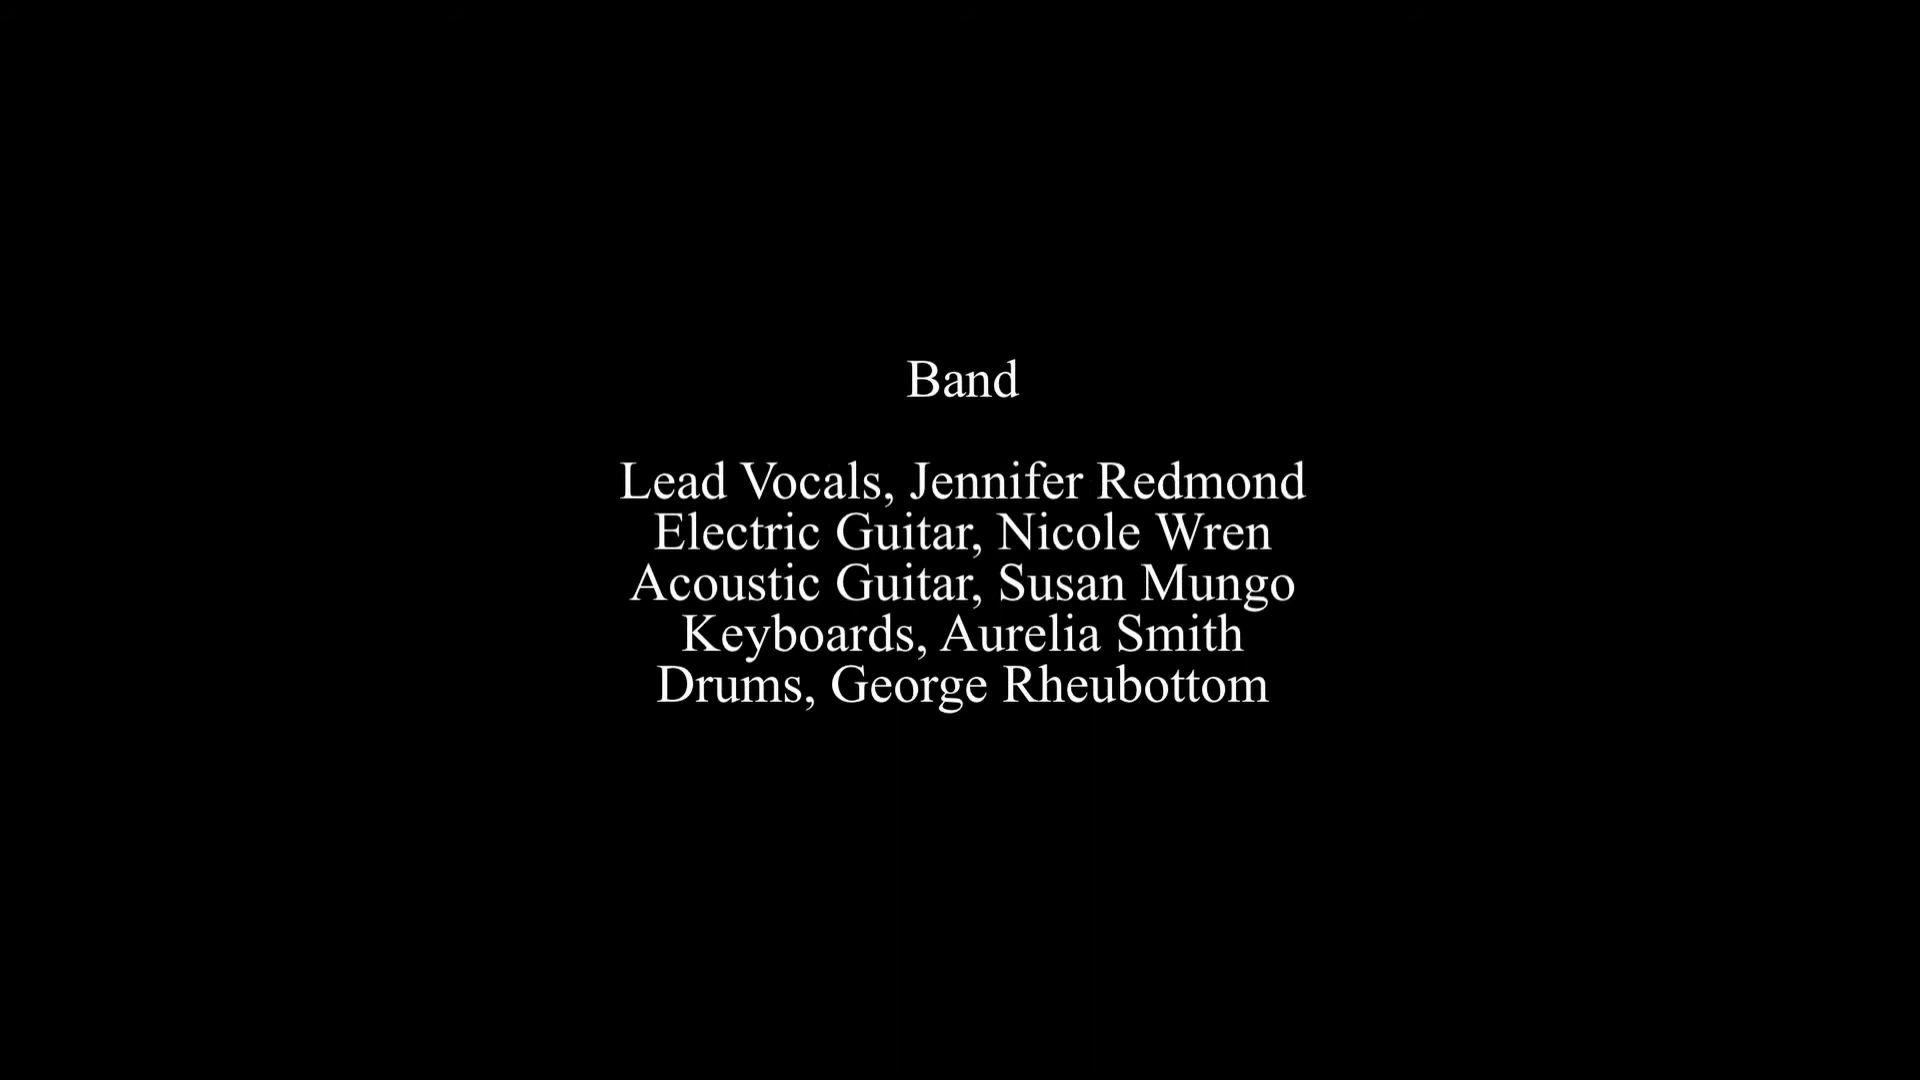 Band
Lead Vocals, Jennifer Redmond
Electric Guitar, Nicole Wren
Acoustic Guitar, Susan Mungo
Keyboards, Aurelia Smith
Drums, George Rheubottom